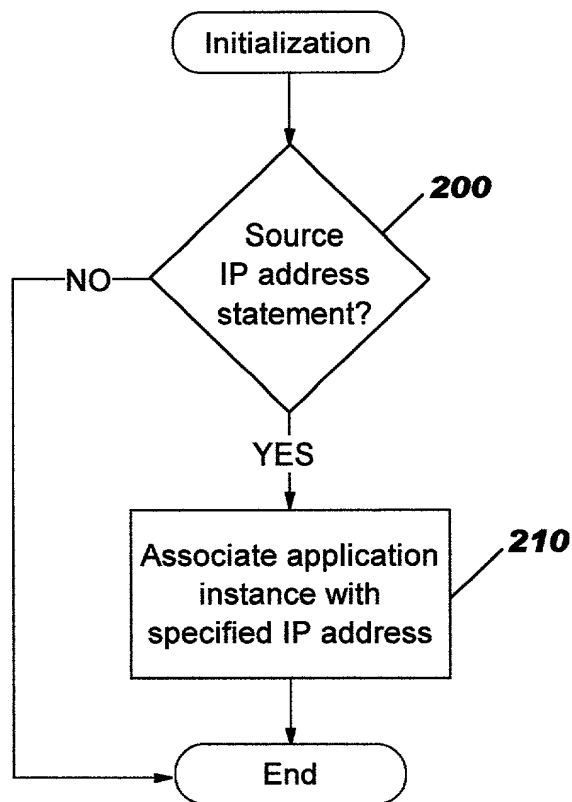 Initialization
200
Source
IP address
statement?
NO
YES
210
Associate application
instance with
specified IP address
End